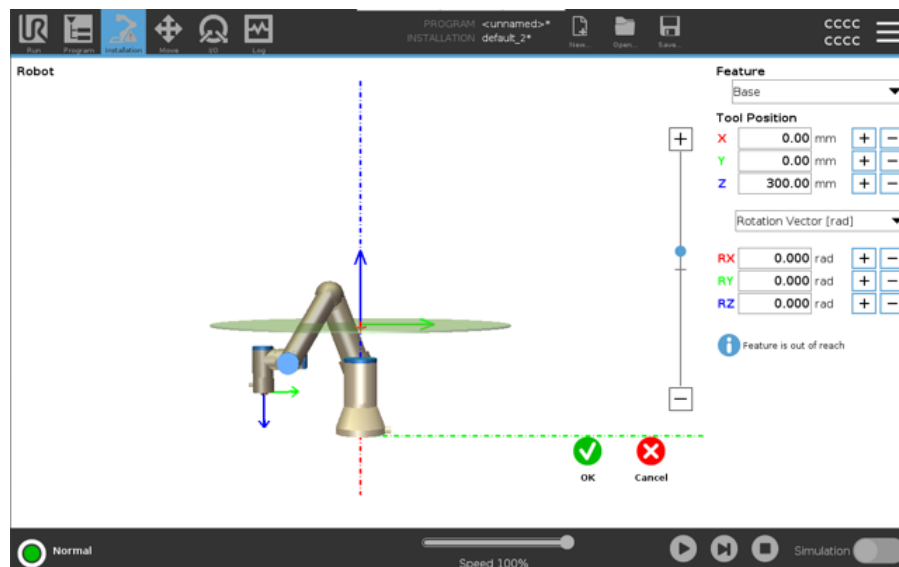 PROGRAM <unnamed>*
INSTALLATION default_2*
UR
Run
Program
Installation
Move
I/O
Log
New...
Open...
Save...
CCCC
CCCC
Robot
Feature
Base
Tool Position
X 0.00 mm + −
Y 0.00 mm + −
Z 300.00 mm + −
Rotation Vector [rad]
RX 0.000 rad + −
RY 0.000 rad + −
RZ 0.000 rad + −
i Feature is out of reach
+
−
OK
Cancel
Normal
Speed 100%
Simulation